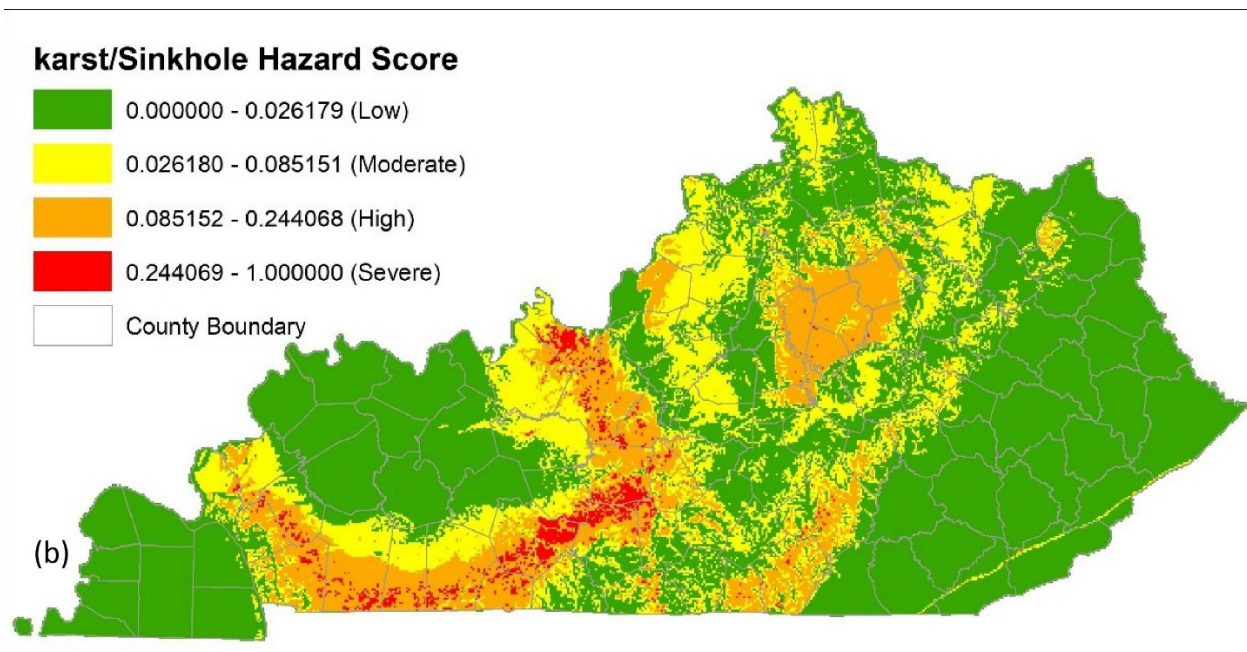 karst/Sinkhole Hazard Score
0.000000 - 0.026179 (Low)
0.026180 - 0.085151 (Moderate)
0.085152 - 0.244068 (High)
0.244069 - 1.000000 (Severe)
County Boundary
(b)